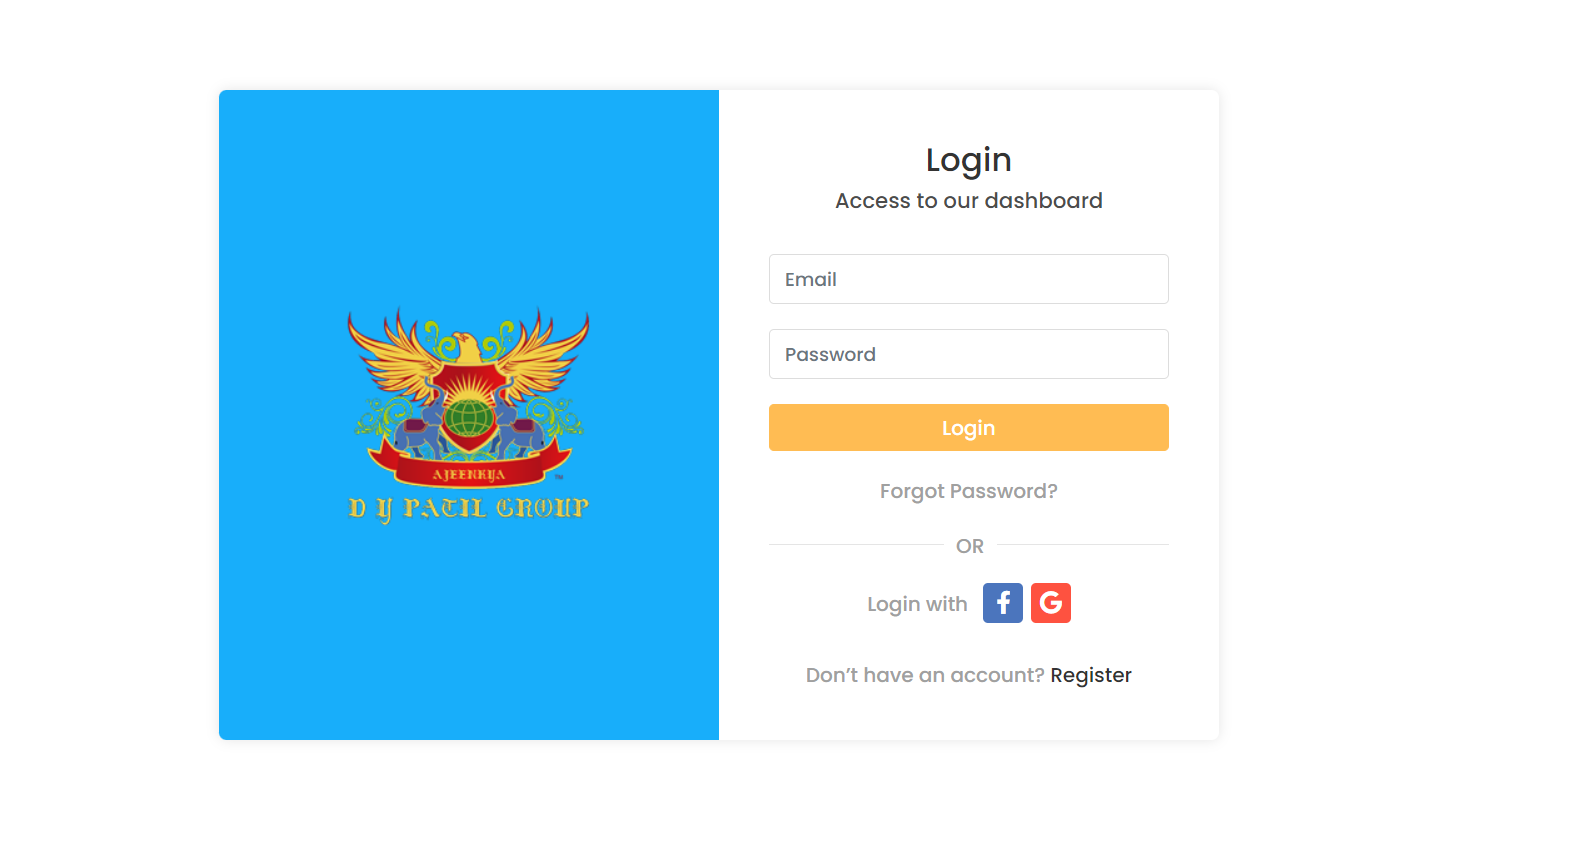 AJEENKYA
™
D Y PATIL GROUP
Login
Access to our dashboard
Email
Password
Login
Forgot Password?
OR
Login with
Don’t have an account? Register